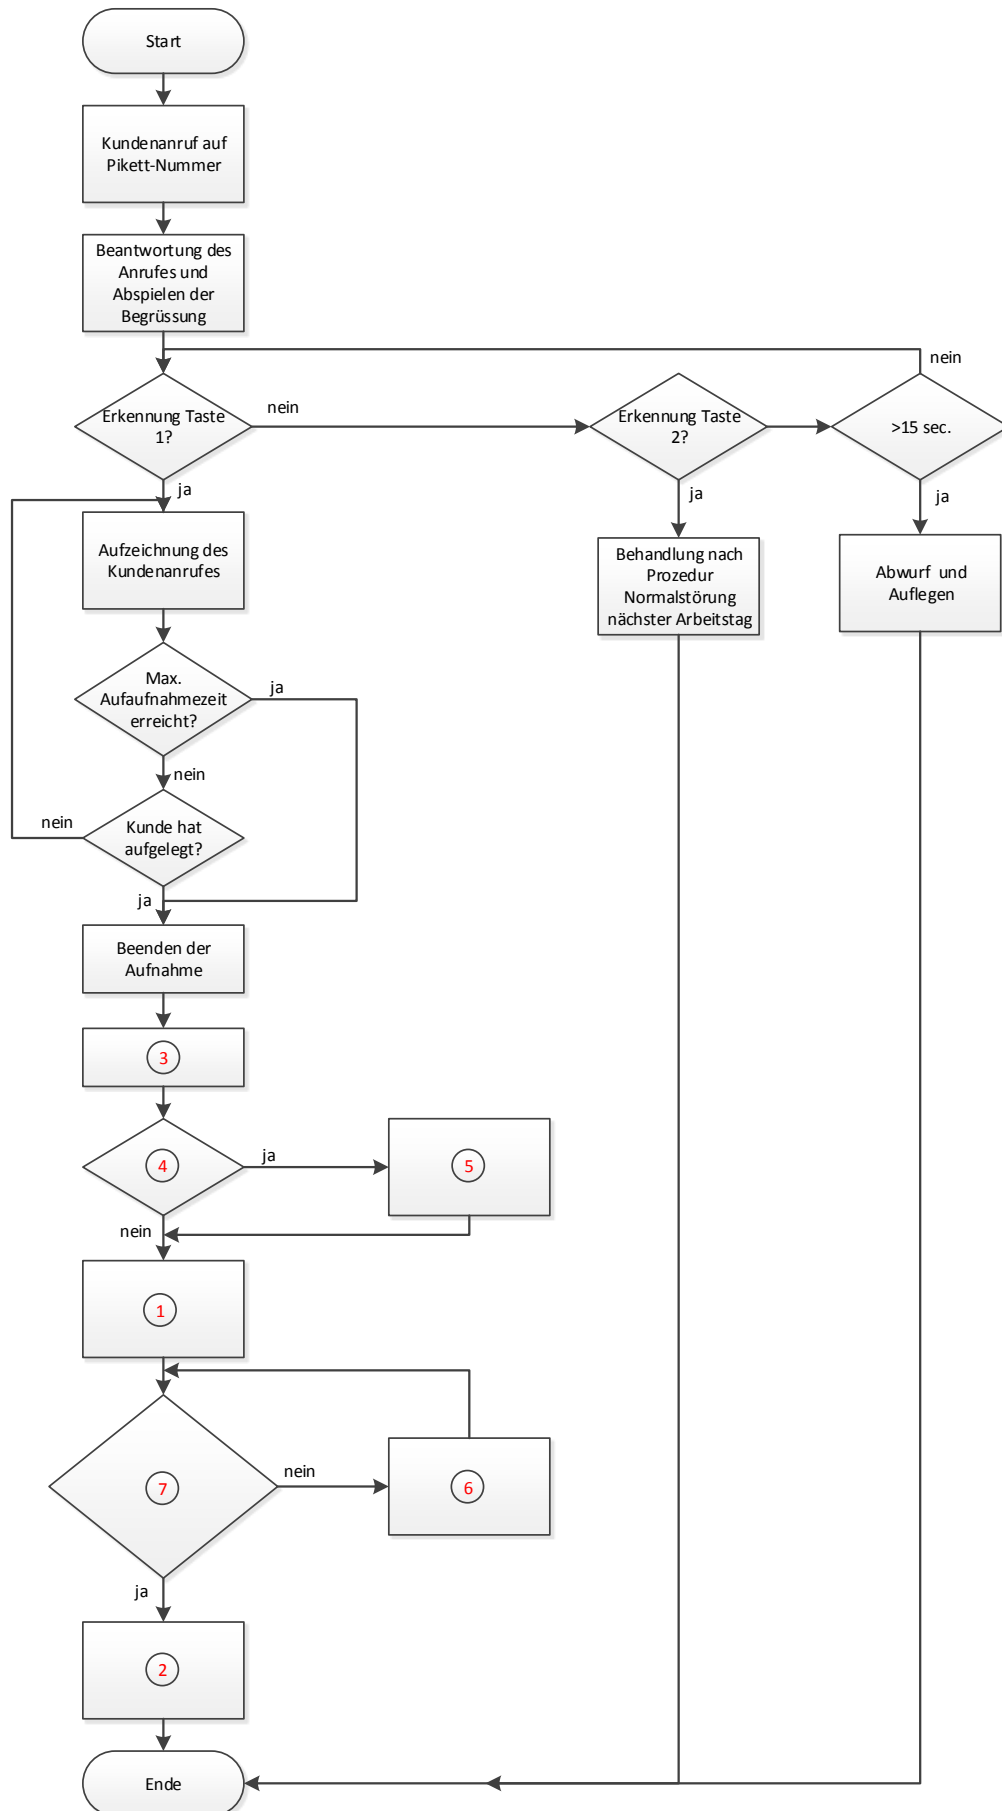 Start
Kundenanruf auf
Pikett-Nummer
Beantwortung des
Anrufes und
Abspielen der
Begrüssung
nein
Erkennung Taste
1?
nein
Erkennung Taste
2?
>15 sec.
ja
ja
ja
Aufzeichnung des
Kundenanrufes
Behandlung nach
Prozedur
Normalstörung
nächster Arbeitstag
Abwurf und
Auflegen
Max.
Aufaufnahmezeit
erreicht?
ja
nein
nein
Kunde hat
aufgelegt?
ja
Beenden der
Aufnahme
3
4
ja
5
nein
1
7
nein
6
ja
2
Ende